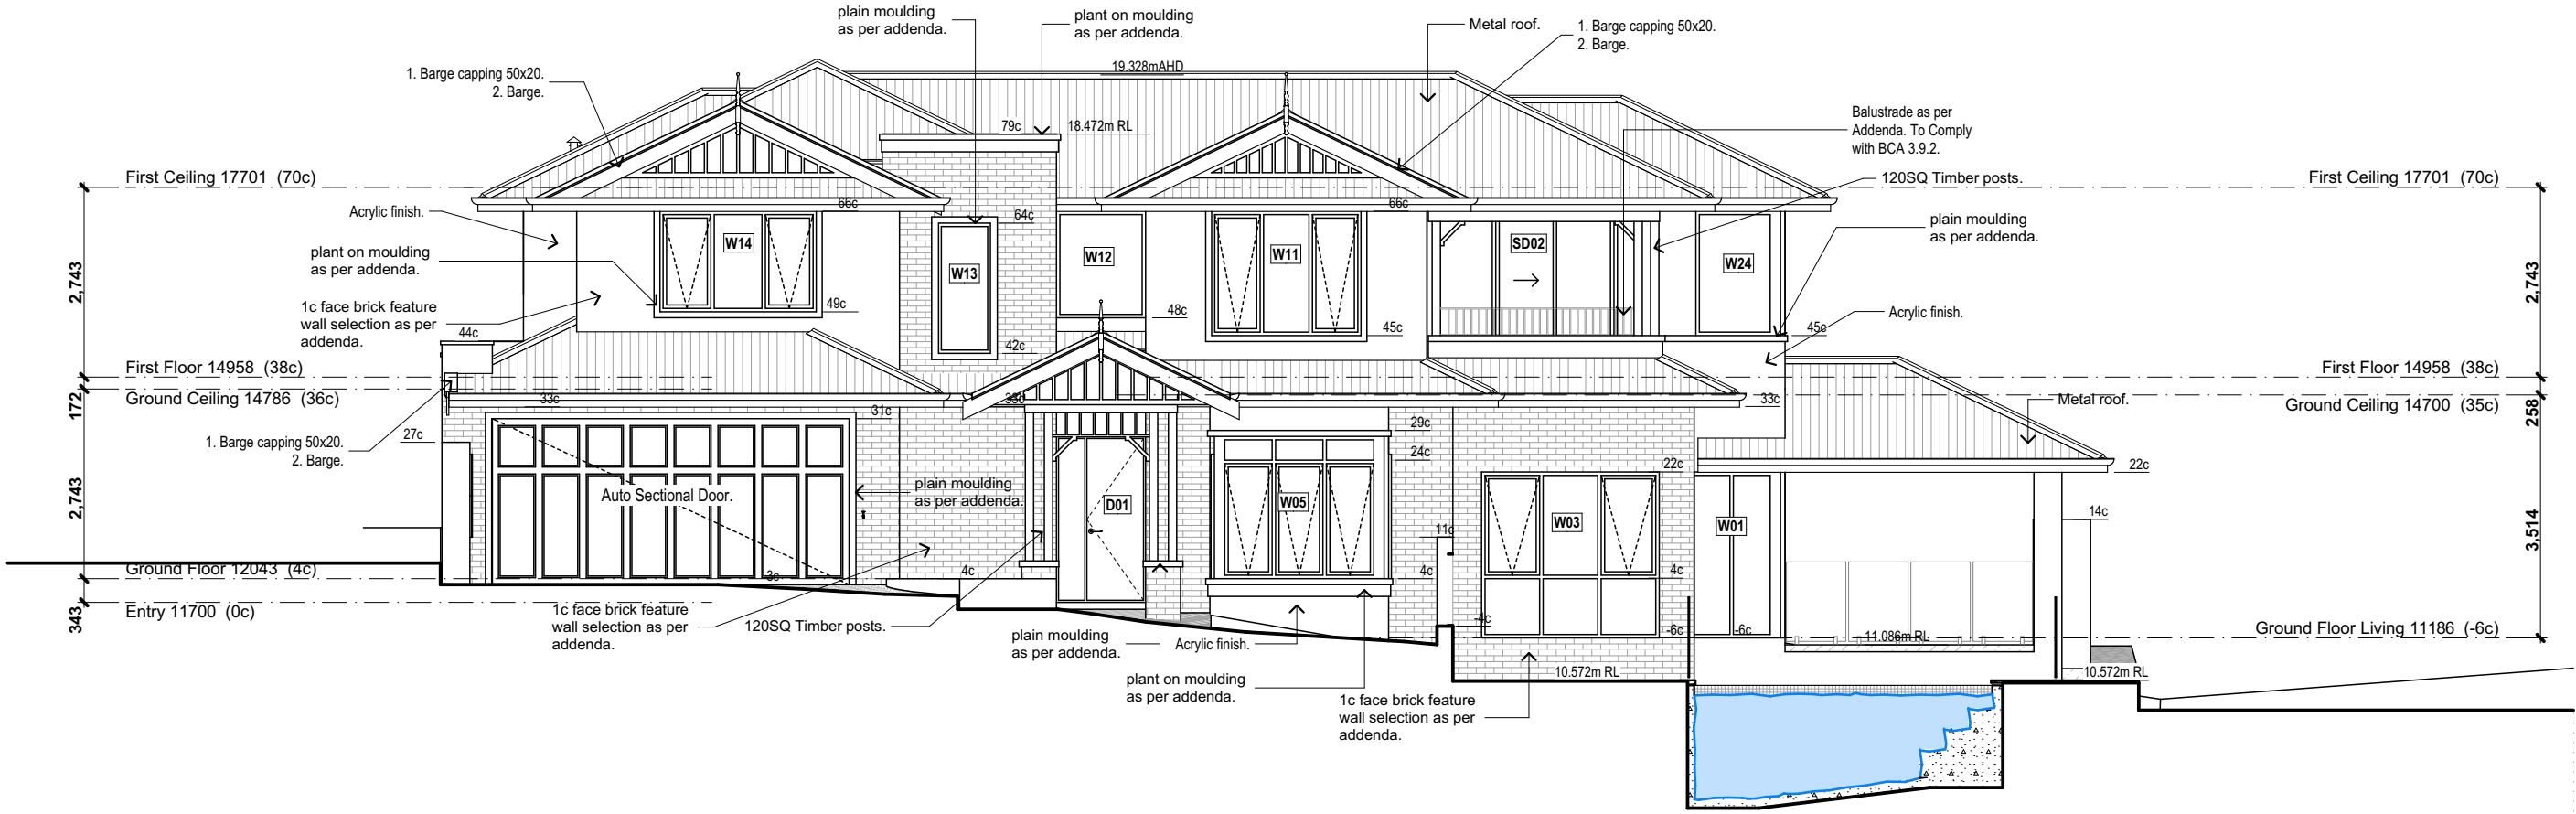 plain moulding
as per addenda.
plant on moulding
as per addenda.
Metal roof.
1. Barge capping 50x20.
2. Barge.
1. Barge capping 50x20.
2. Barge.
19.328mAHD
79c
18.472m RL
Balustrade as per
Addenda. To Comply
with BCA 3.9.2.
First Ceiling 17701 (70c)
120SQ Timber posts.
First Ceiling 17701 (70c)
Acrylic finish.
66c
64c
66c
plain moulding
as per addenda.
plant on moulding
as per addenda.
W14
W13
W12
W11
SD02
W24
2,743
2,743
1c face brick feature
wall selection as per
addenda.
49c
48c
45c
45c
Acrylic finish.
44c
42c
First Floor 14958 (38c)
First Floor 14958 (38c)
172
Ground Ceiling 14786 (36c)
33c
31c
33c
33c
Metal roof.
Ground Ceiling 14700 (35c)
258
29c
27c
24c
22c
22c
1. Barge capping 50x20.
2. Barge.
Auto Sectional Door.
plain moulding
as per addenda.
D01
W05
W03
W01
14c
11c
2,743
3,514
Ground Floor 12043 (4c)
3c
4c
4c
4c
343
Entry 11700 (0c)
1c face brick feature
wall selection as per
addenda.
120SQ Timber posts.
plain moulding
as per addenda.
Acrylic finish.
-4c
-6c
-6c
11.086m RL
Ground Floor Living 11186 (-6c)
plant on moulding
as per addenda.
10.572m RL
10.572m RL
1c face brick feature
wall selection as per
addenda.